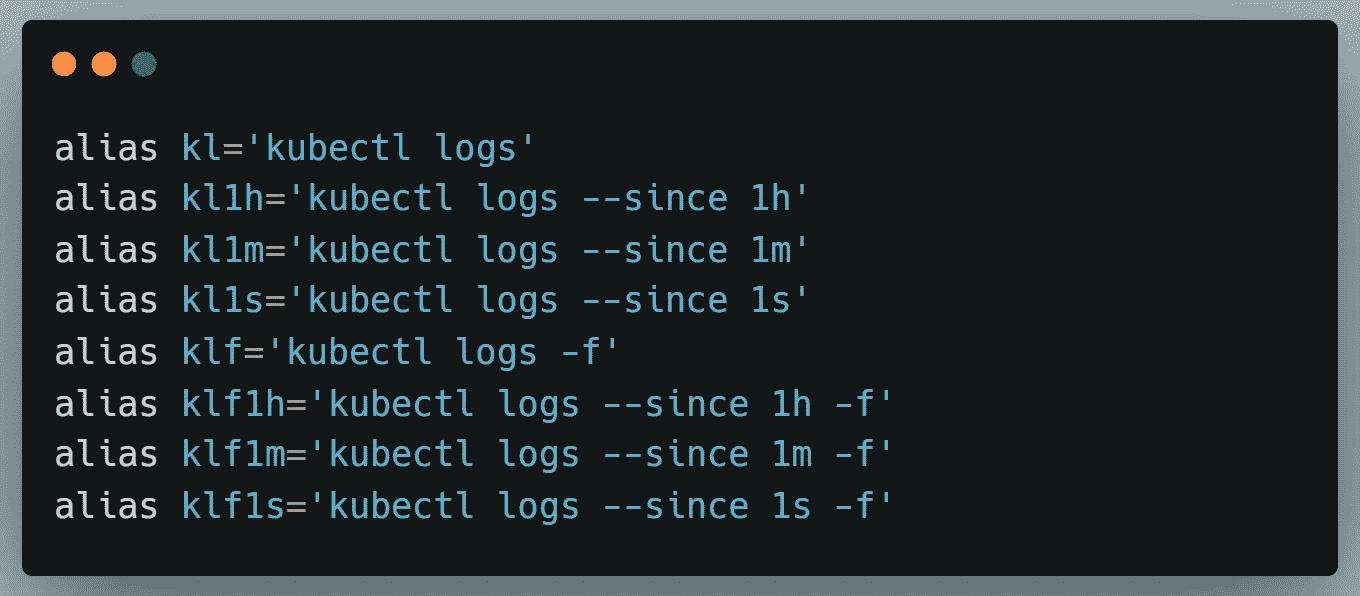 alias kl='kubectl logs'
alias kl1h='kubectl logs --since 1h'
alias kl1m='kubectl logs --since 1m'
alias kl1s='kubectl logs --since 1s'
alias klf='kubectl logs -f'
alias klf1h='kubectl logs --since 1h -f'
alias klf1m='kubectl logs --since 1m -f'
alias klf1s='kubectl logs --since 1s -f'